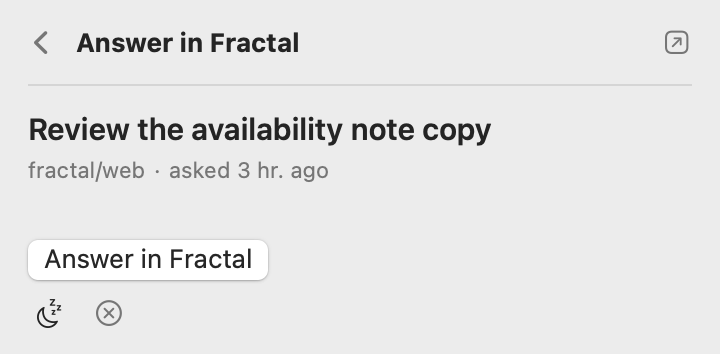 Answer in Fractal
Review the availability note copy
fractal/web · asked 3 hr. ago
Answer in Fractal